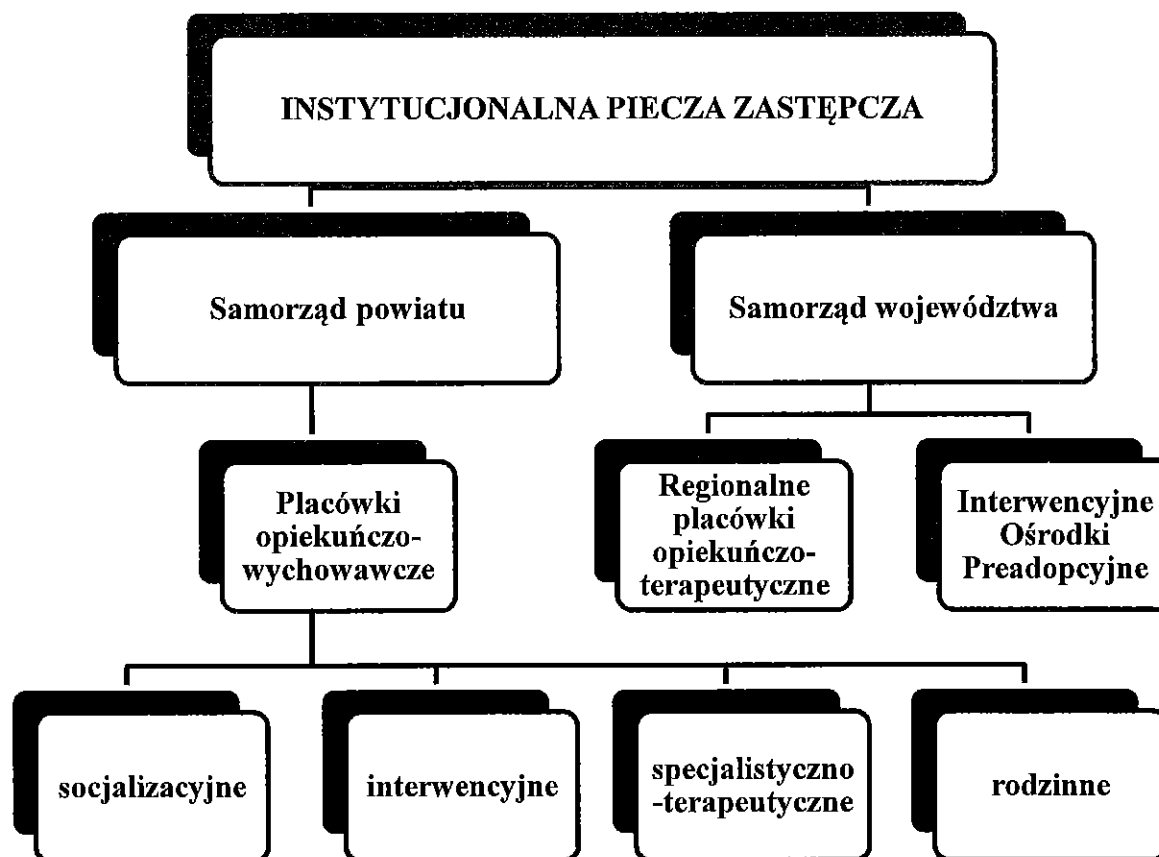 INSTYTUCJONALNA PIECZA ZASTĘPCZA
Samorząd powiatu
Samorząd województwa
Placówki
opiekuńczo-
wychowawcze
Regionalne
placówki
opiekuńczo-
terapeutyczne
Interwencyjne
Ośrodki
Preadopcyjne
socjalizacyjne
interwencyjne
specjalistyczno
-terapeutyczne
rodzinne